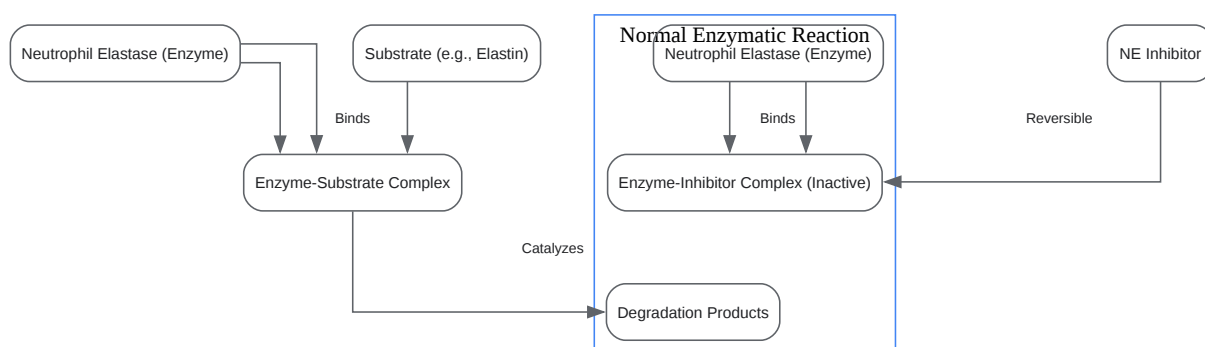 Normal Enzymatic Reaction
Neutrophil Elastase (Enzyme)
Substrate (e.g., Elastin)
Neutrophil Elastase (Enzyme)
NE Inhibitor
Binds
Binds
Reversible
Enzyme-Substrate Complex
Enzyme-Inhibitor Complex (Inactive)
Catalyzes
Degradation Products